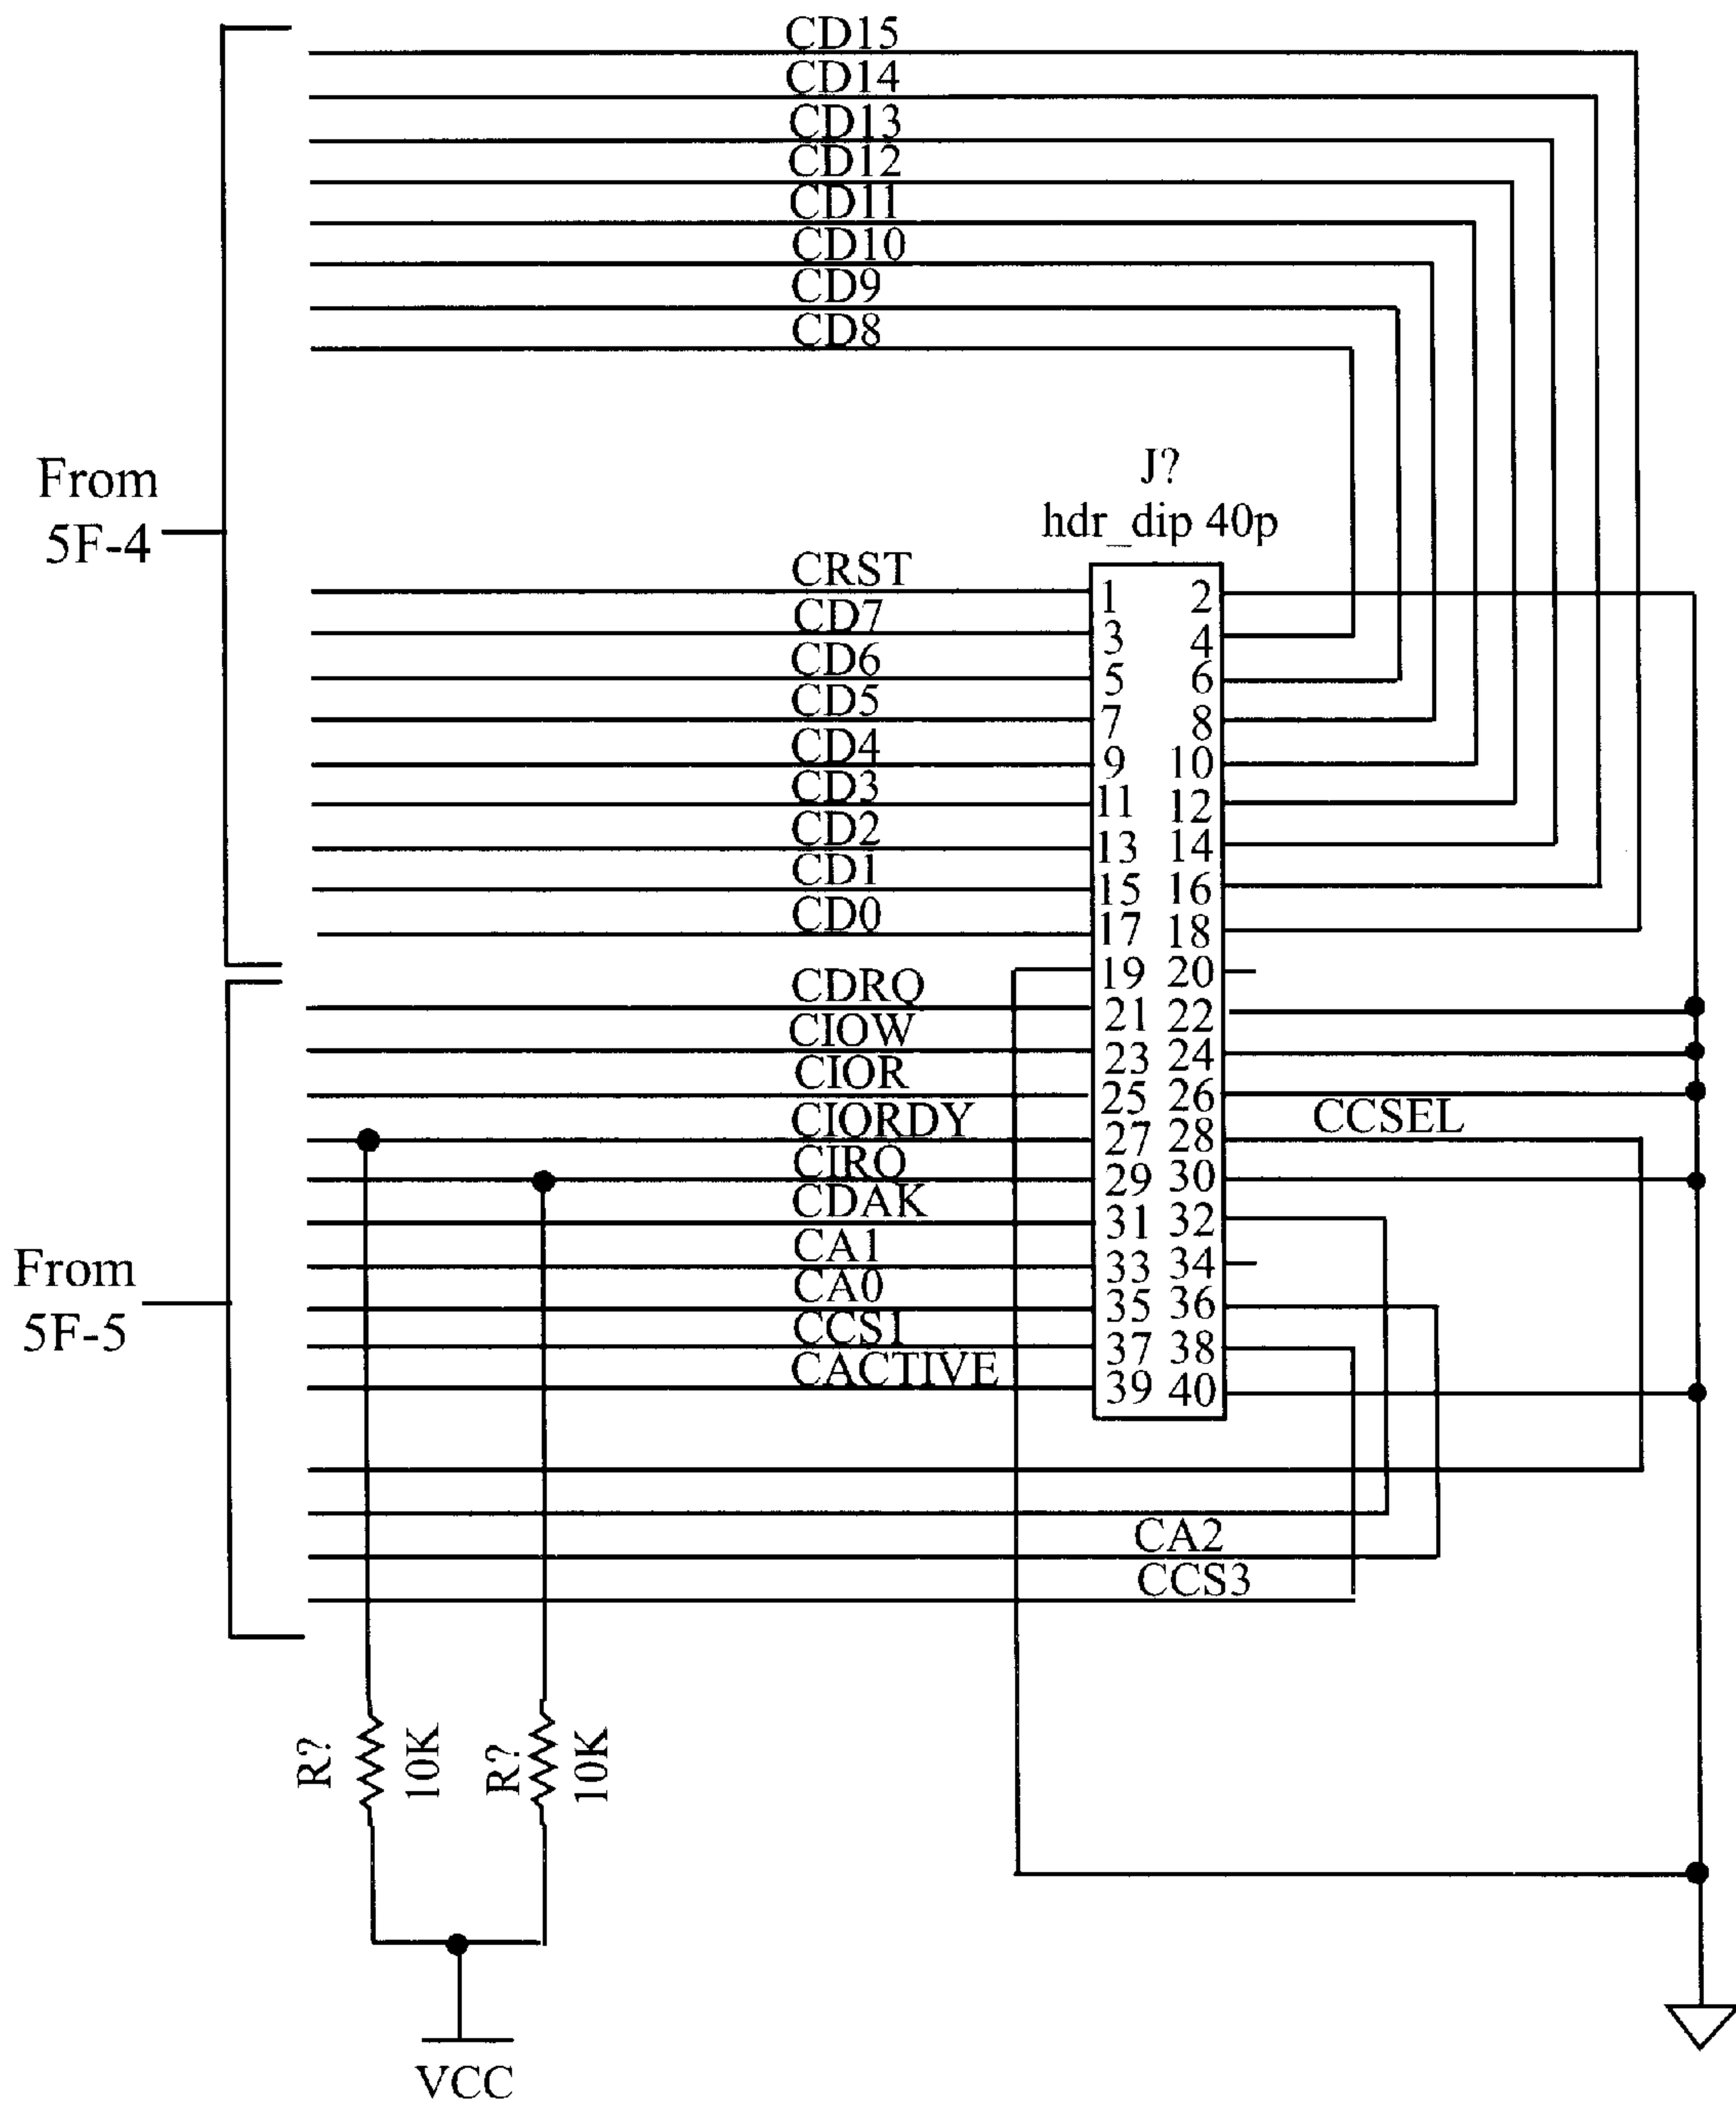 CD15
CD14
CD13
CD12
CD11
CD10
CD9
CD8
From
5F-4
J?
hdr_dip 40p
CRST
1 2
CD7
3 4
CD6
5 6
CD5
7 8
CD4
9 10
CD3
11 12
CD2
13 14
CD1
15 16
CD0
17 18
19 20
CDRQ
21 22
CIOW
23 24
CIOR
25 26
CCSEL
CIORDY
27 28
CIRQ
29 30
CDAK
31 32
CA1
33 34
From
5F-5
CA0
35 36
CCS1
37 38
CACTIVE
39 40
CA2
CCS3
R?
10K
R?
10K
VCC